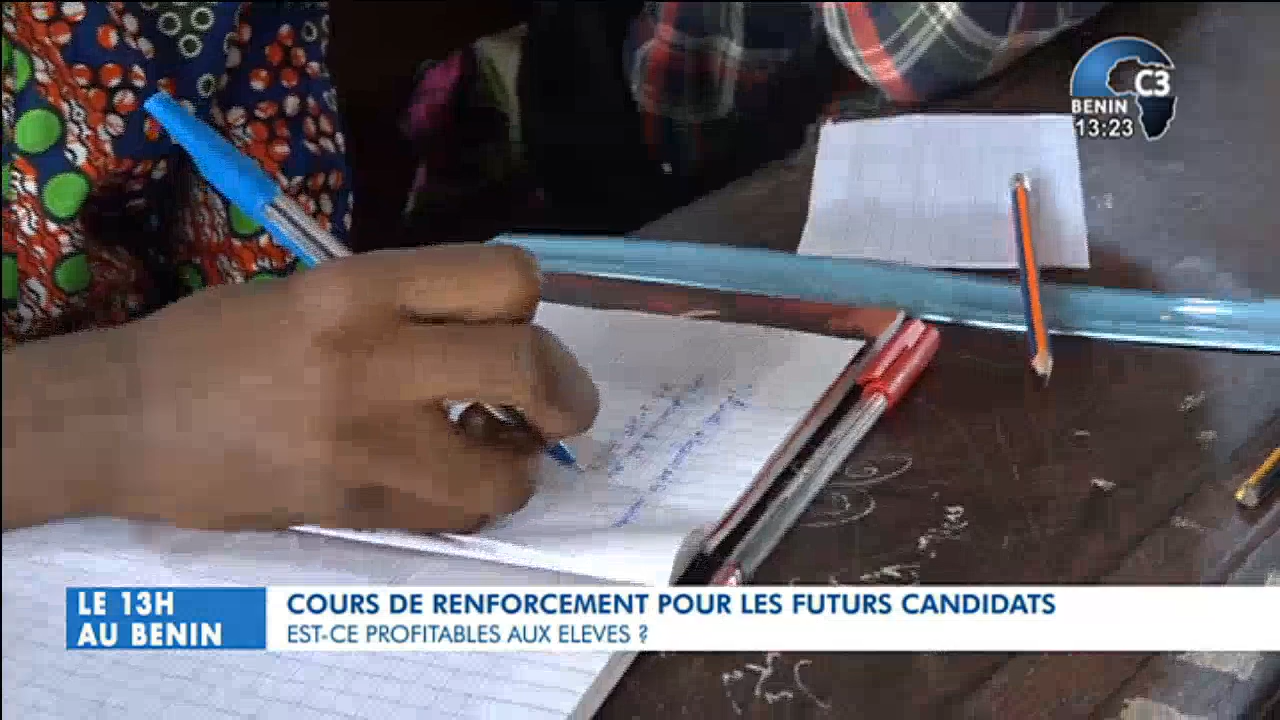 C3
BENIN
13:23
LE 13H
AU BENIN
COURS DE RENFORCEMENT POUR LES FUTURS CANDIDATS
EST-CE PROFITABLES AUX ELEVES ?